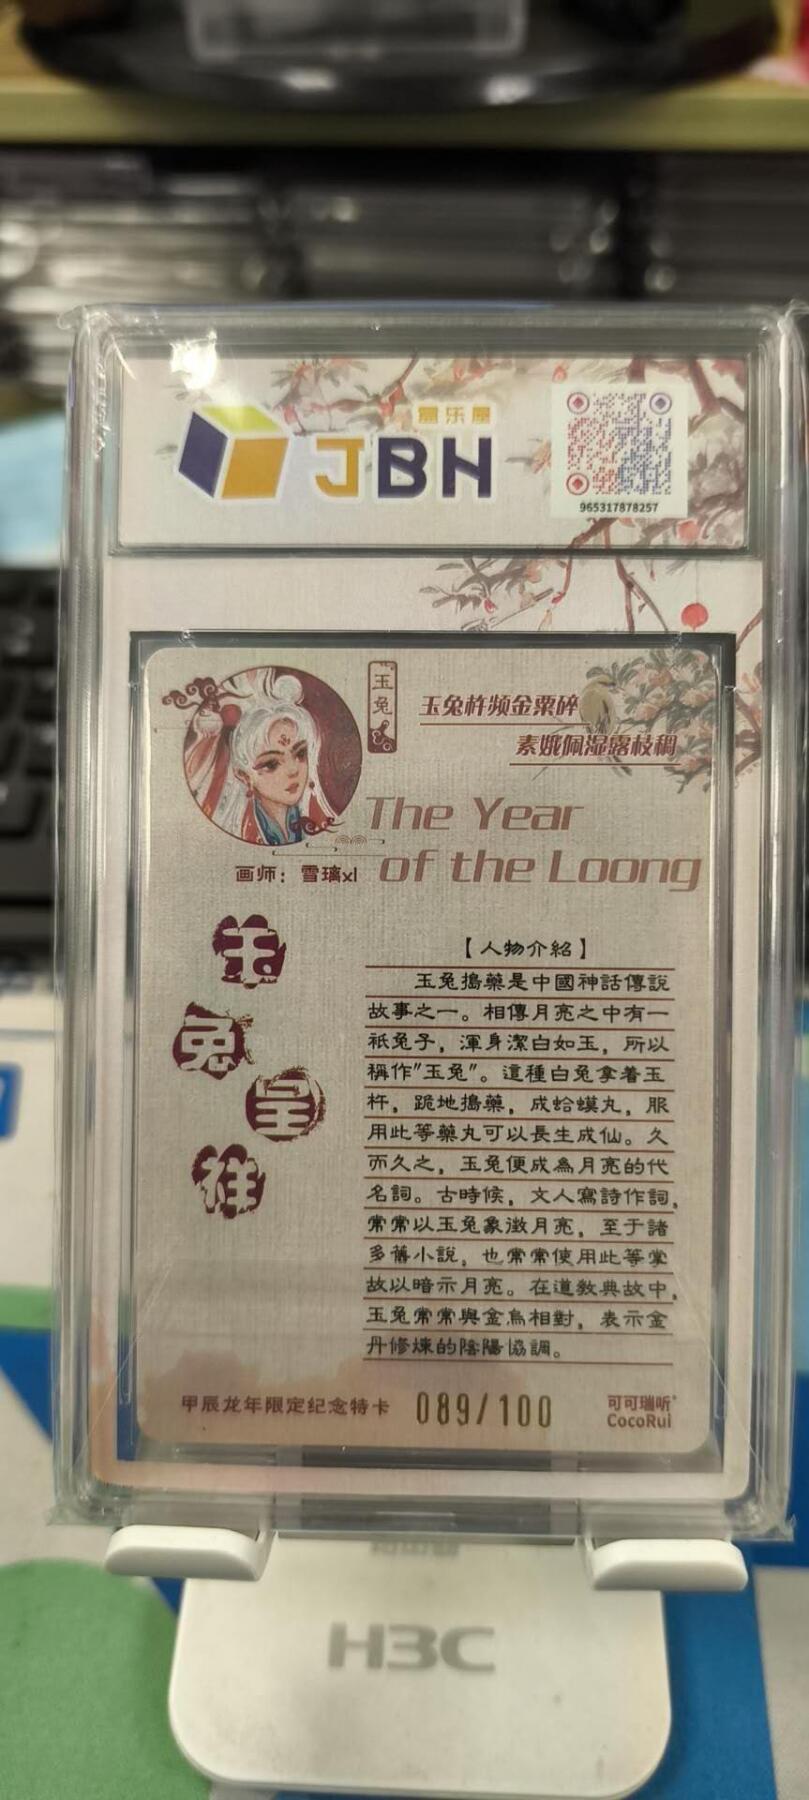 盒乐屋
JBH
965317878257
玉兔
玉兔杵频金粟碎
素娥佩湿露枝稠
The Year
of the Loong
画师：雪璃xl
玉
兔
呈
祥
【人物介紹】
玉兔搗藥是中國神話傳說
故事之一。相傳月亮之中有一
祇兔子，渾身潔白如玉，所以
稱作"玉兔"。這種白兔拿着玉
杵，跪地搗藥，成蛤蟆丸，服
用此等藥丸可以長生成仙。久
而久之，玉兔便成為月亮的代
名詞。古時候，文人寫詩作詞，
常常以玉兔象徵月亮，至于諸
多舊小說，也常常使用此等掌
故以暗示月亮。在道教典故中，
玉兔常常與金烏相對，表示金
丹修煉的陰陽協調。
甲辰龙年限定纪念特卡
089/100
可可瑞听
CocoRui
H3C